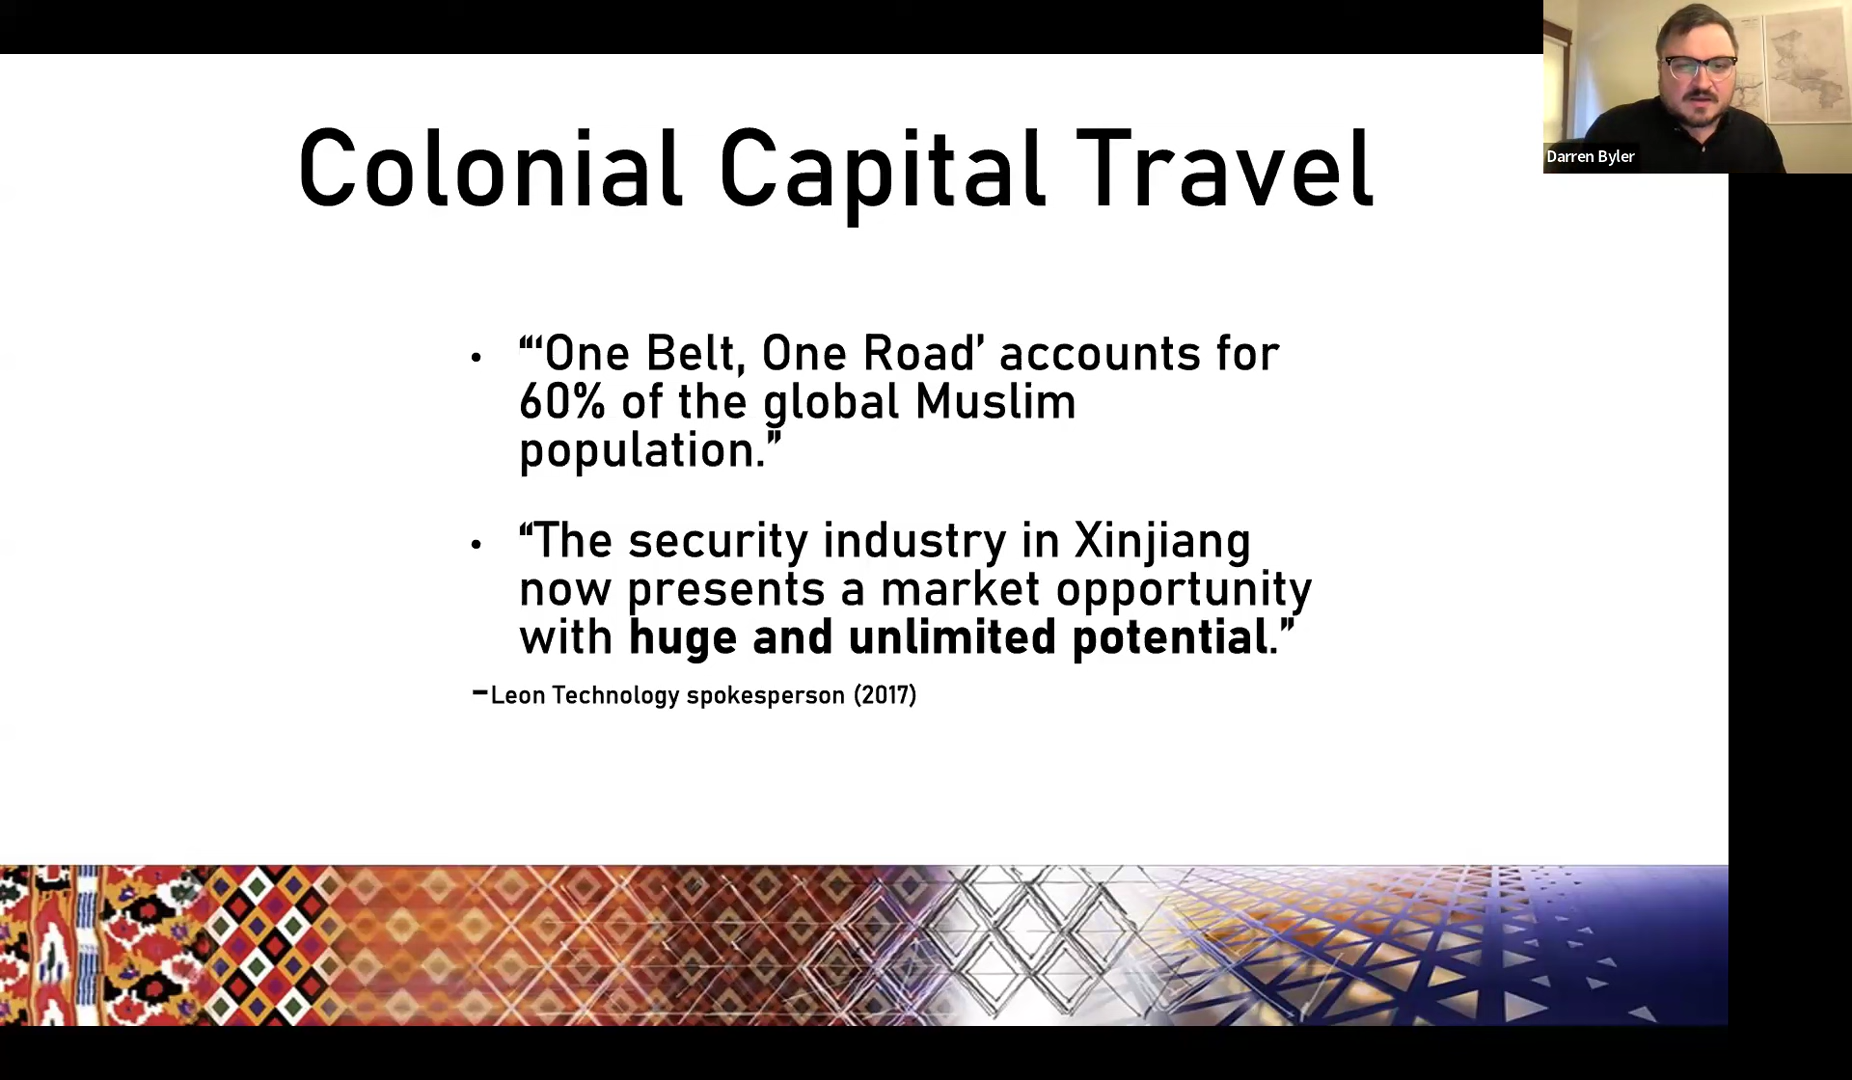 Colonial Capital Travel
Darren Byler
• “‘One Belt, One Road’ accounts for
60% of the global Muslim
population.”
• “The security industry in Xinjiang
now presents a market opportunity
with huge and unlimited potential.”
–Leon Technology spokesperson (2017)